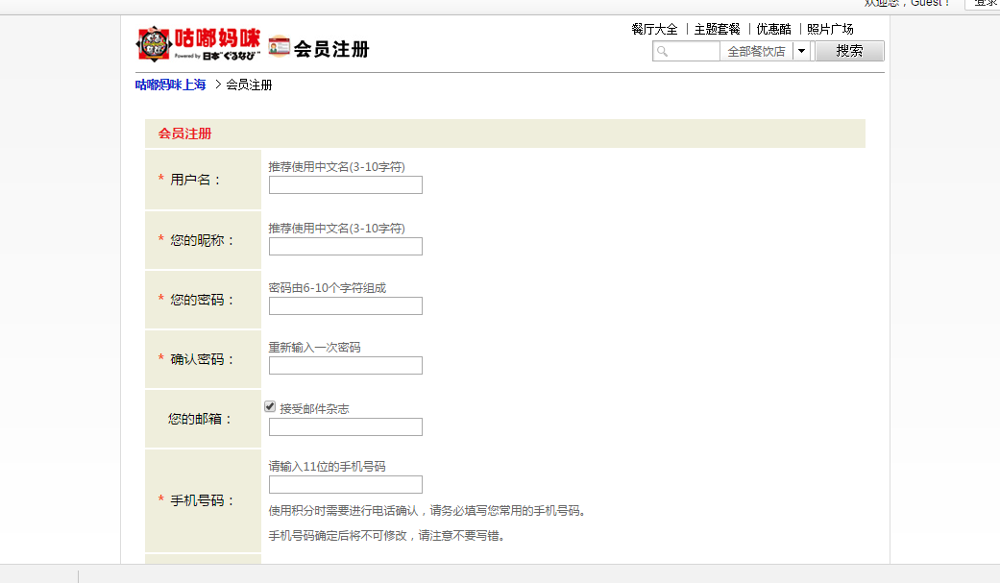 欢迎您，Guest！ 登录
咕嘟妈咪
Powered by 日本"ぐるなび"
会员注册
餐厅大全 | 主题套餐 | 优惠酷 | 照片广场
全部餐饮店 搜索
咕嘟妈咪上海 > 会员注册
会员注册
* 用户名：
推荐使用中文名(3-10字符)
* 您的昵称：
推荐使用中文名(3-10字符)
* 您的密码：
密码由6-10个字符组成
* 确认密码：
重新输入一次密码
您的邮箱：
接受邮件杂志
* 手机号码：
请输入11位的手机号码
使用积分时需要进行电话确认，请务必填写您常用的手机号码。
手机号码确定后将不可修改，请注意不要写错。